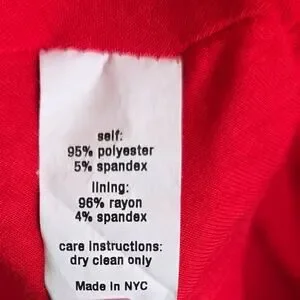 self:
95% polyester
5% spandex
lining:
96% rayon
4% spandex
care instructions:
dry clean only
Made in NYC